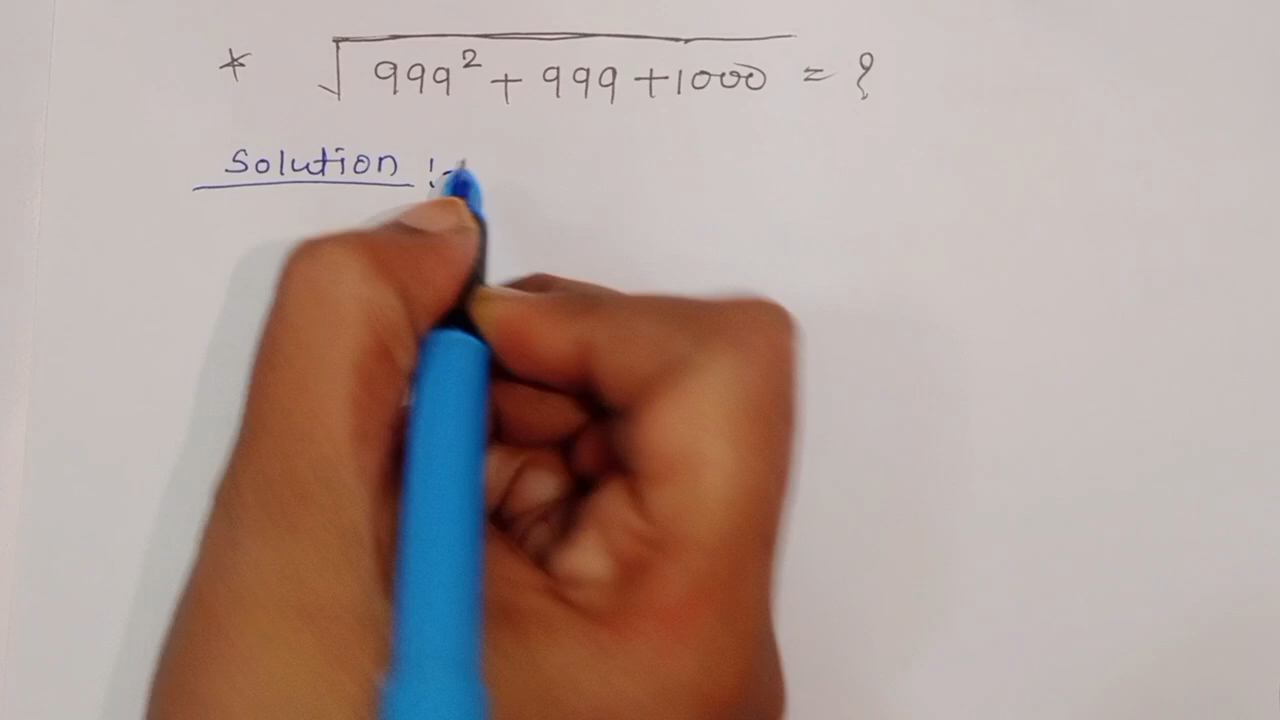 * √999² + 999 + 1000 = ?
Solution :-